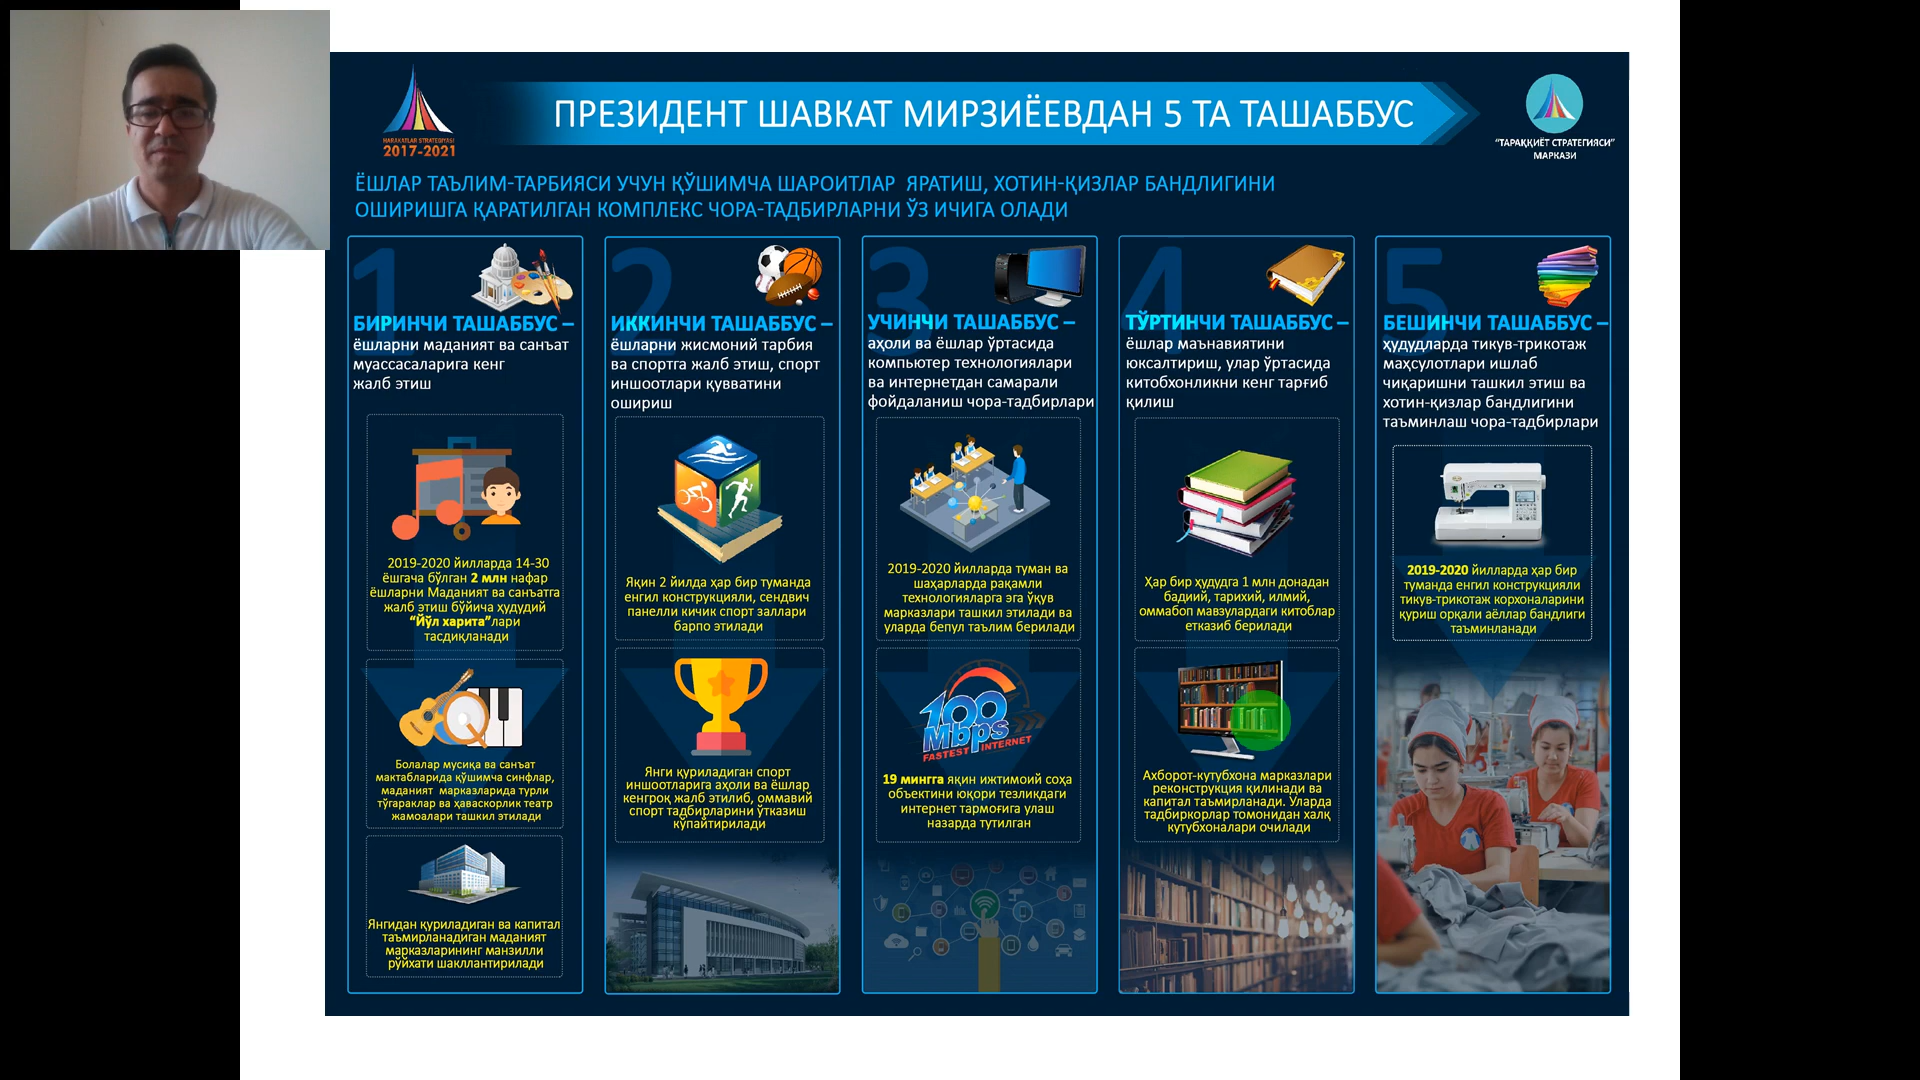 HARAKATLAR STRATEGIYASI
2017-2021
ПРЕЗИДЕНТ ШАВКАТ МИРЗИЁЕВДАН 5 ТА ТАШАББУС
“ТАРАҚҚИЁТ СТРАТЕГИЯСИ”
МАРКАЗИ
ЁШЛАР ТАЪЛИМ-ТАРБИЯСИ УЧУН ҚЎШИМЧА ШАРОИТЛАР ЯРАТИШ, ХОТИН-ҚИЗЛАР БАНДЛИГИНИ
ОШИРИШГА ҚАРАТИЛГАН КОМПЛЕКС ЧОРА-ТАДБИРЛАРНИ ЎЗ ИЧИГА ОЛАДИ
1
БИРИНЧИ ТАШАББУС –
ёшларни маданият ва санъат
муассасаларига кенг
жалб этиш
2019-2020 йилларда 14-30
ёшгача бўлган 2 млн нафар
ёшларни Маданият ва санъатга
жалб этиш бўйича ҳудудий
“Йўл харита”лари
тасдиқланади
Болалар мусиқа ва санъат
мактабларида қўшимча синфлар,
маданият марказларида турли
тўгараклар ва ҳаваскорлик театр
жамоалари ташкил этилади
Янгидан қуриладиган ва капитал
таъмирланадиган маданият
марказларининг манзилли
рўйхати шакллантирилади
2
ИККИНЧИ ТАШАББУС –
ёшларни жисмоний тарбия
ва спортга жалб этиш, спорт
иншоотлари қувватини
ошириш
Яқин 2 йилда ҳар бир туманда
енгил конструкцияли, сендвич
панелли кичик спорт заллари
барпо этилади
Янги қуриладиган спорт
иншоотларига аҳоли ва ёшлар
кенгроқ жалб этилиб, оммавий
спорт тадбирларини ўтказиш
кўпайтирилади
3
УЧИНЧИ ТАШАББУС –
аҳоли ва ёшлар ўртасида
компьютер технологиялари
ва интернетдан самарали
фойдаланиш чора-тадбирлари
2019-2020 йилларда туман ва
шаҳарларда рақамли
технологияларга эга ўқув
марказлари ташкил этилади ва
уларда бепул таълим берилади
100
Mbps
FASTEST INTERNET
19 мингга яқин ижтимоий соҳа
объектини юқори тезликдаги
интернет тармоғига улаш
назарда тутилган
4
ТЎРТИНЧИ ТАШАББУС –
ёшлар маънавиятини
юксалтириш, улар ўртасида
китобхонликни кенг тарғиб
қилиш
Ҳар бир ҳудудга 1 млн донадан
бадиий, тарихий, илмий,
оммабоп мавзулардаги китоблар
етказиб берилади
Ахборот-кутубхона марказлари
реконструкция қилинади ва
капитал таъмирланади. Уларда
тадбиркорлар томонидан халқ
кутубхоналари очилади
5
БЕШИНЧИ ТАШАББУС –
ҳудудларда тикув-трикотаж
маҳсулотлари ишлаб
чиқаришни ташкил этиш ва
хотин-қизлар бандлигини
таъминлаш чора-тадбирлари
2019-2020 йилларда ҳар бир
туманда енгил конструкцияли
тикув-трикотаж корхоналарини
қуриш орқали аёллар бандлиги
таъминланади